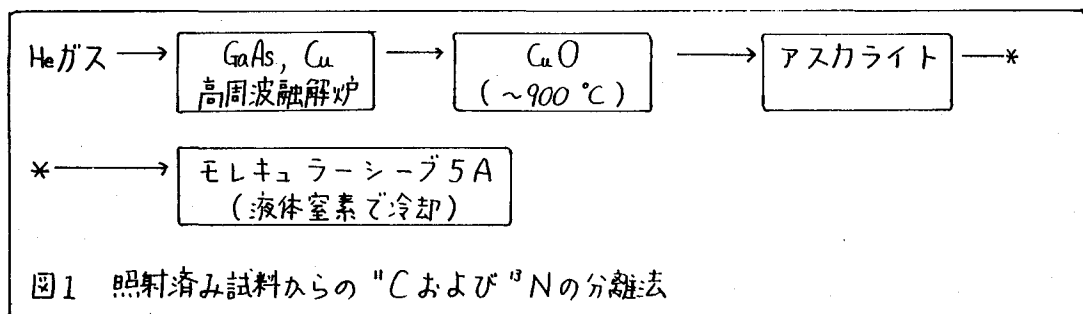 Heガス → GaAs, Cu → CuO → アスカライト —*
高周波融解炉 (~900 °C)
* → モレキュラーシーブ5A
(液体窒素で冷却)
図1 照射済み試料からの ¹¹C および ¹³N の分離法